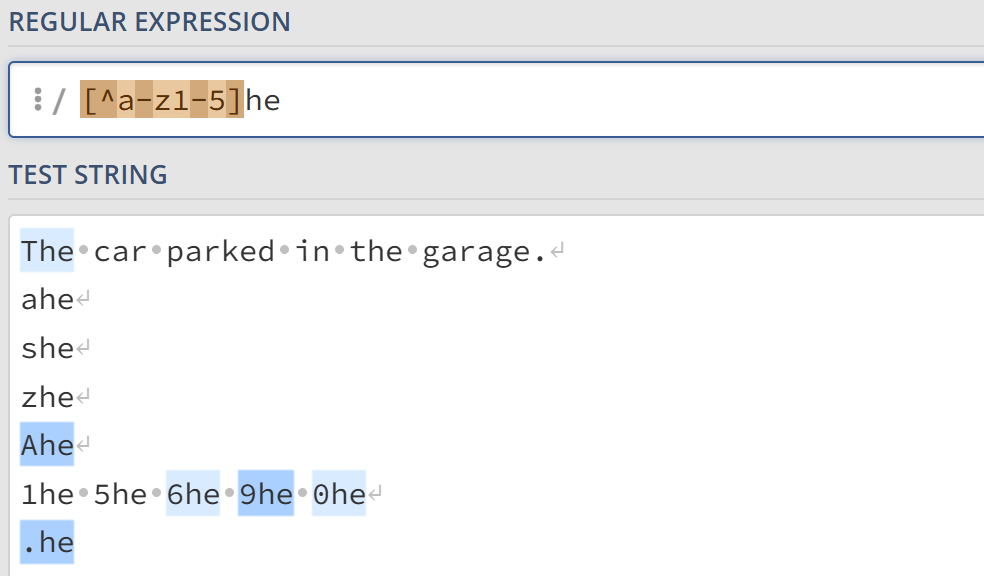 REGULAR EXPRESSION
/ [^a-z1-5]he
TEST STRING
The car parked in the garage.
ahe
she
zhe
Ahe
1he 5he 6he 9he 0he
.he